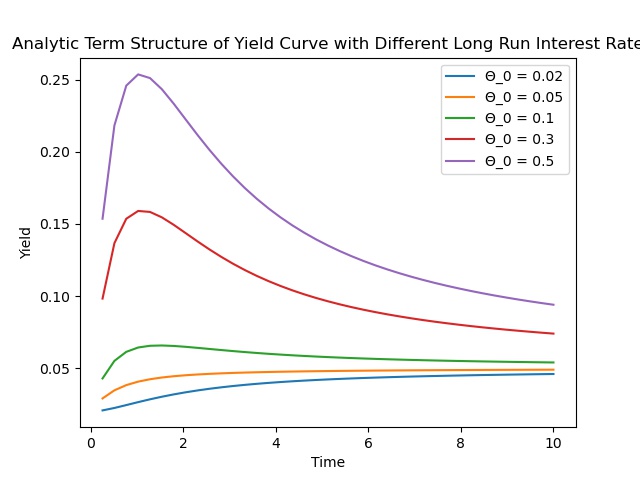 Analytic Term Structure of Yield Curve with Different Long Run Interest Rate
0.25
0.20
0.15
0.10
0.05
Yield
0
2
4
6
8
10
Time
Θ_0 = 0.02
Θ_0 = 0.05
Θ_0 = 0.1
Θ_0 = 0.3
Θ_0 = 0.5